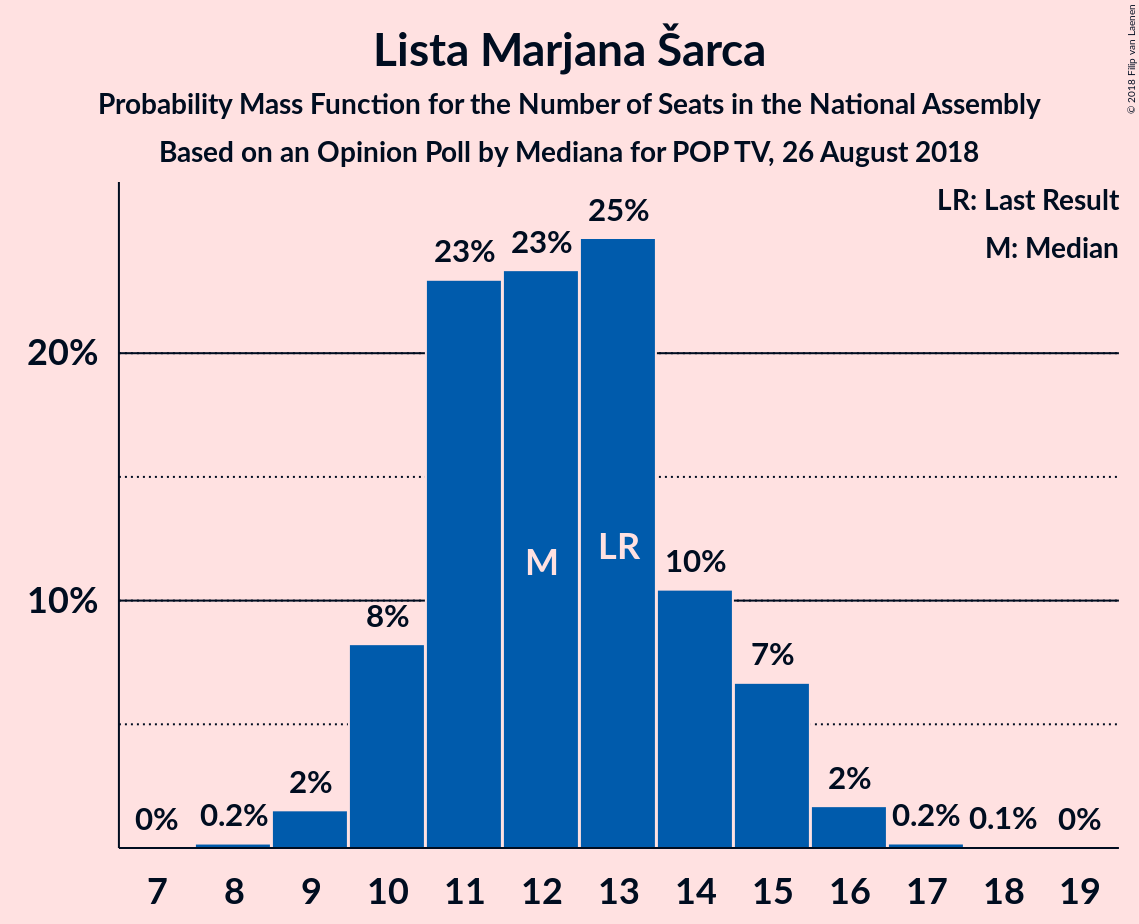 Lista Marjana Šarca
Probability Mass Function for the Number of Seats in the National Assembly
Based on an Opinion Poll by Mediana for POP TV, 26 August 2018
© 2018 Filip van Laenen
LR: Last Result
M: Median
20%
10%
0%
0.2%
2%
8%
23%
23%
25%
10%
7%
2%
0.2%
0.1%
0%
M
LR
7 8 9 10 11 12 13 14 15 16 17 18 19